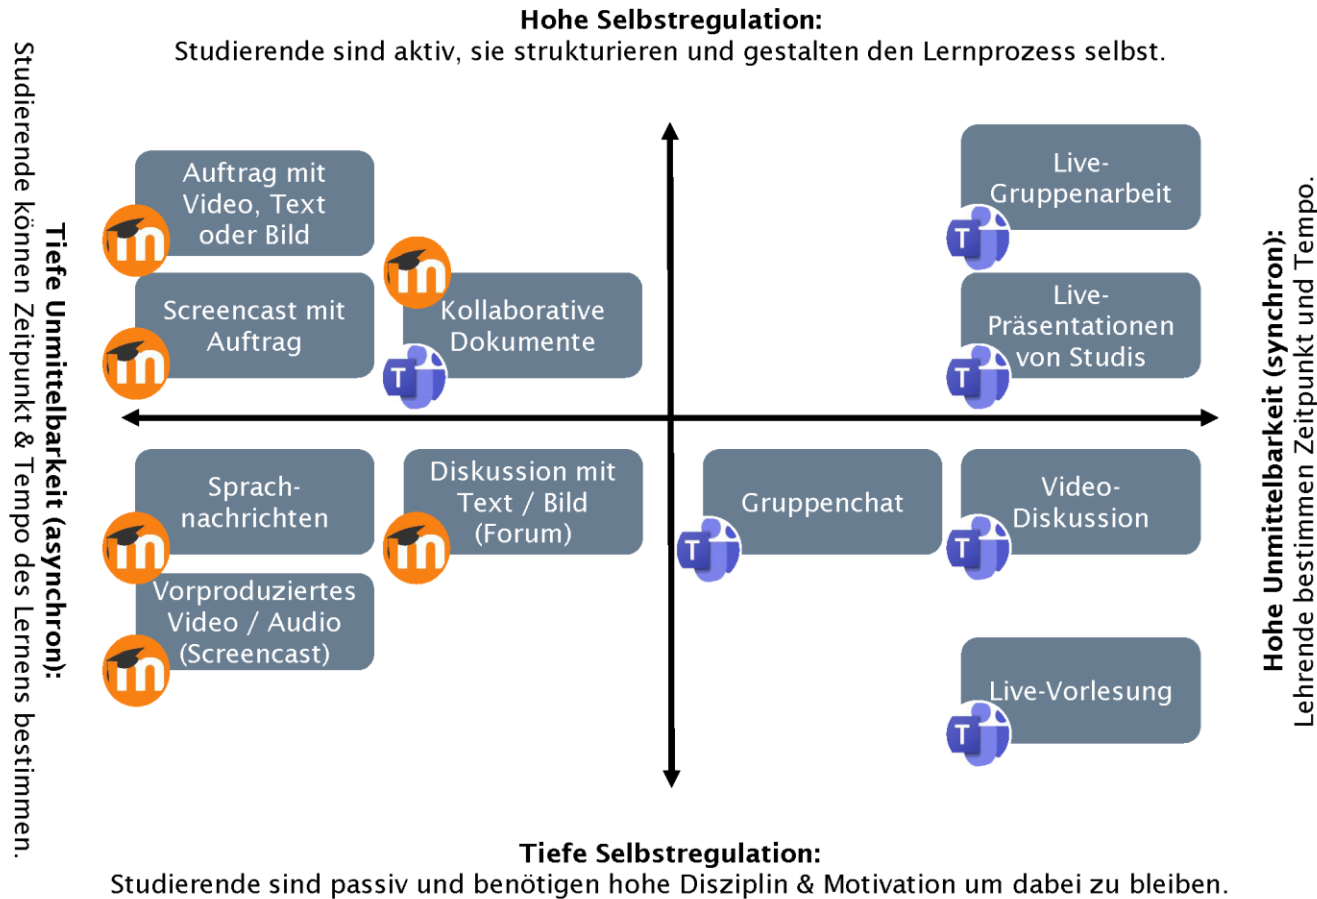 Hohe Selbstregulation:
Studierende sind aktiv, sie strukturieren und gestalten den Lernprozess selbst.
Tiefe Unmittelbarkeit (asynchron):
Studierende können Zeitpunkt & Tempo des Lernens bestimmen.
Auftrag mit
Video, Text
oder Bild
Screencast mit
Auftrag
Kollaborative
Dokumente
T
Live-
Gruppenarbeit
T
Live-
Präsentationen
von Studis
T
Sprach-
nachrichten
Diskussion mit
Text / Bild
(Forum)
Gruppenchat
T
Video-
Diskussion
T
Vorproduziertes
Video / Audio
(Screencast)
Live-Vorlesung
T
Hohe Unmittelbarkeit (synchron):
Lehrende bestimmen Zeitpunkt und Tempo.
Tiefe Selbstregulation:
Studierende sind passiv und benötigen hohe Disziplin & Motivation um dabei zu bleiben.